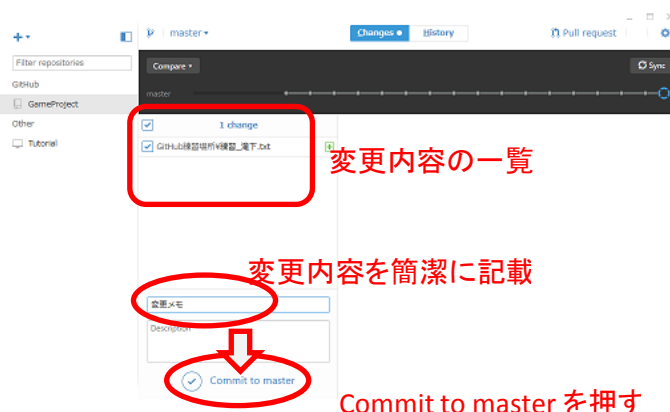 master
Changes
History
Pull request
Filter repositories
Compare
Sync
GitHub
master
GameProject
Other
1 change
Tutorial
GitHub練習場所¥練習_滝下.txt
変更内容の一覧
変更内容を簡潔に記載
変更メモ
Description
Commit to master
Commit to master を押す